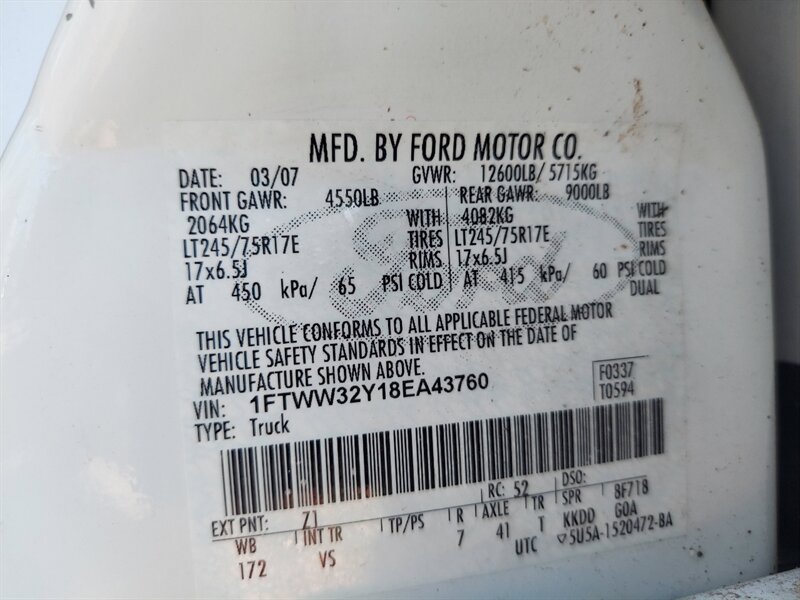 MFD. BY FORD MOTOR CO.
DATE: 03/07 GVWR: 12600LB/ 5715KG
FRONT GAWR: 4550LB REAR GAWR: 9000LB
2064KG WITH 4082KG WITH
LT245/75R17E TIRES LT245/75R17E TIRES
17x6.5J RIMS 17x6.5J RIMS
AT 450 kPa/ 65 PSI COLD AT 415 kPa/ 60 PSI COLD
DUAL
Ford
THIS VEHICLE CONFORMS TO ALL APPLICABLE FEDERAL MOTOR
VEHICLE SAFETY STANDARDS IN EFFECT ON THE DATE OF
MANUFACTURE SHOWN ABOVE.
VIN: 1FTWW32Y18EA43760 F0337
TYPE: Truck T0594
EXT PNT: Z1 RC: 52 DSO:
WB INT TR TP/PS R AXLE TR SPR 8F718
172 VS 7 41 T KKDD GOA
UTC ▽5U5A-1520472-BA